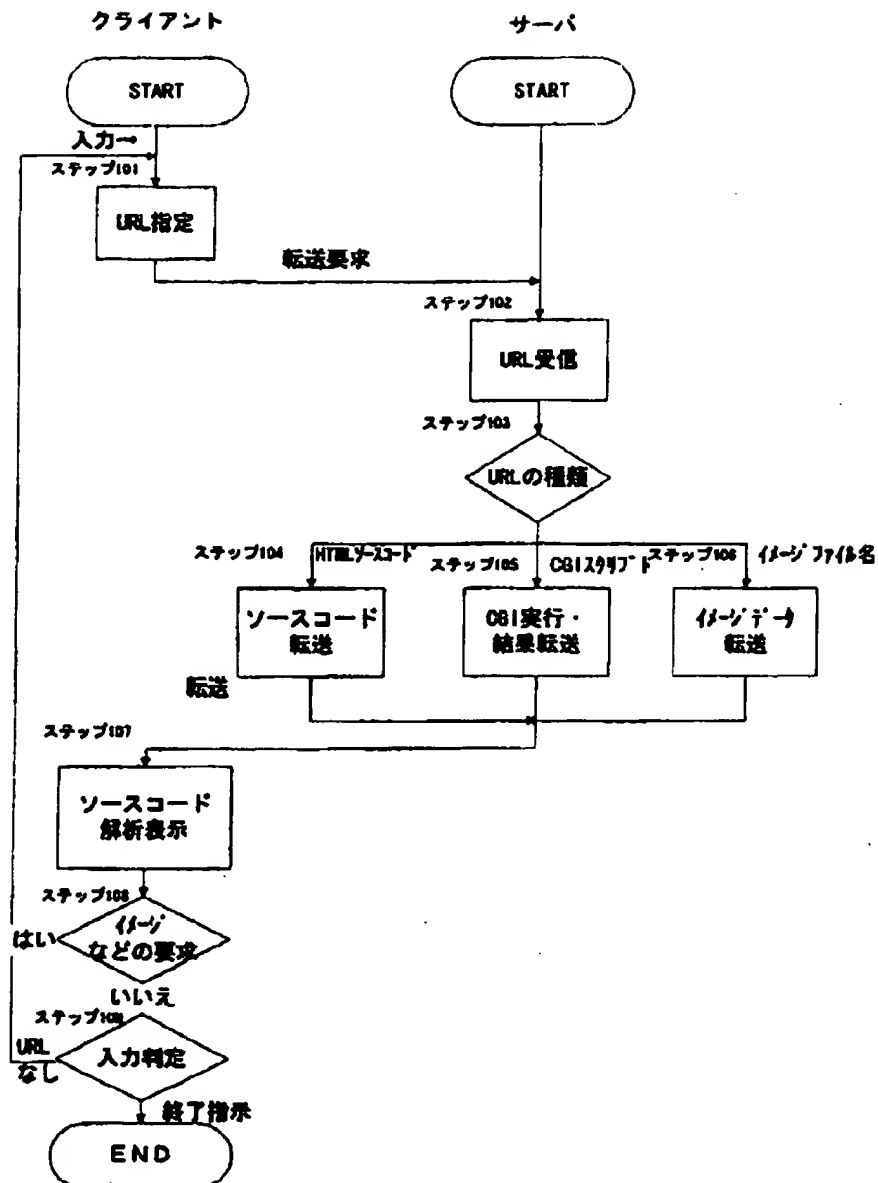 クライアント
サーバ
START
START
入力→
ステップ101
URL指定
転送要求
ステップ102
URL受信
ステップ103
URLの種類
ステップ104
HTMLソースコード
ステップ105
CGIスクリプト
ステップ106
イメージファイル名
ソースコード
転送
CGI実行・
結果転送
イメージデータ
転送
転送
ステップ107
ソースコード
解析表示
ステップ108
イメージ
などの要求
はい
いいえ
ステップ109
URL
なし
入力判定
終了指示
END